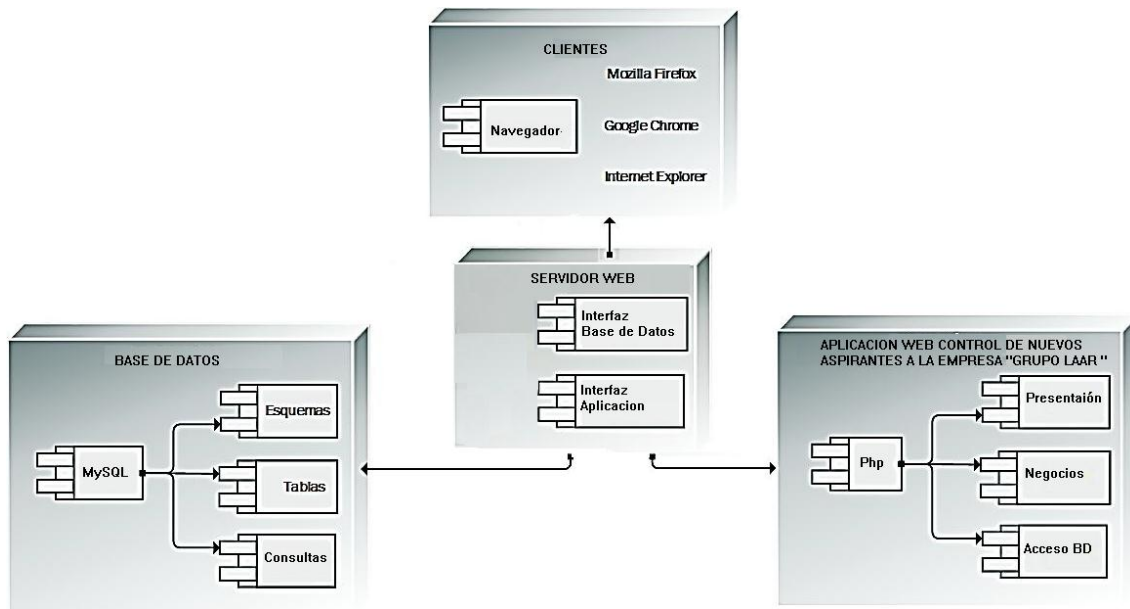 CLIENTES
Mozilla Firefox
Navegador
Google Chrome
Internet Explorer
SERVIDOR WEB
Interfaz
Base de Datos
Interfaz
Aplicacion
BASE DE DATOS
Esquemas
MySQL
Tablas
Consultas
APLICACION WEB CONTROL DE NUEVOS
ASPIRANTES A LA EMPRESA "GRUPO LAAR "
Presentaión
Php
Negocios
Acceso BD